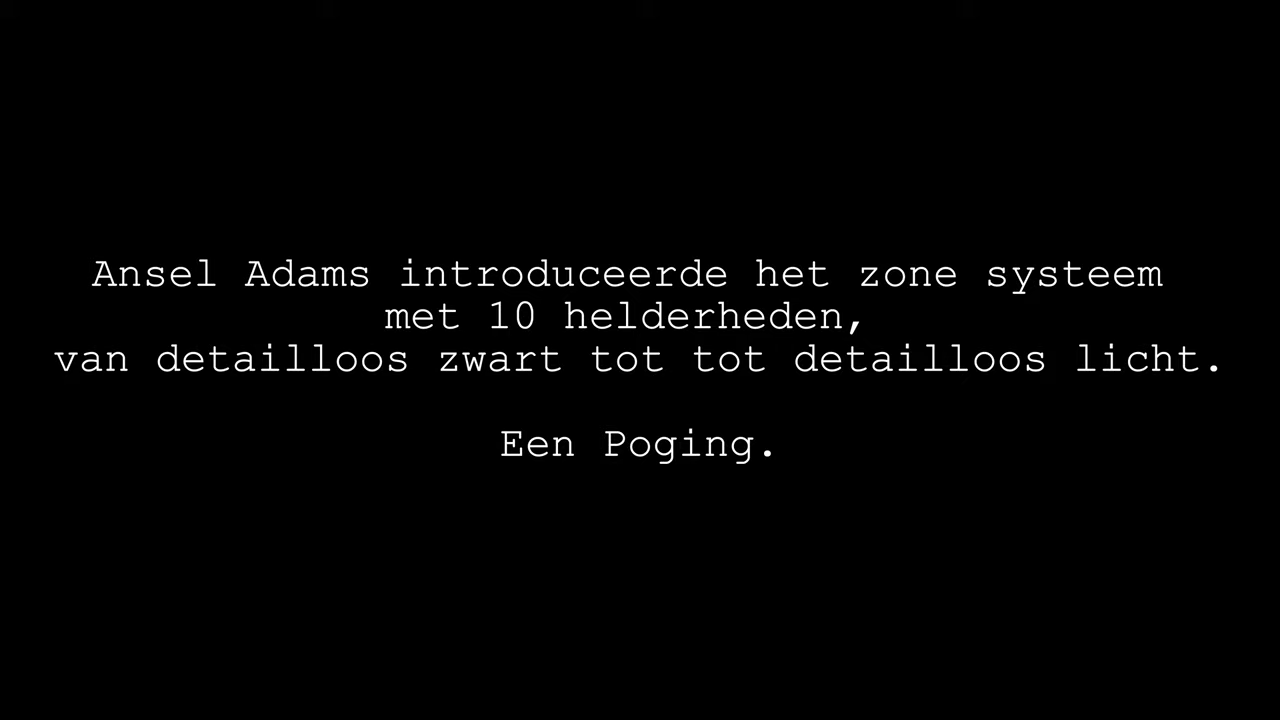 Ansel Adams introduceerde het zone systeem
met 10 helderheden,
van detailloos zwart tot tot detailloos licht.
Een Poging.